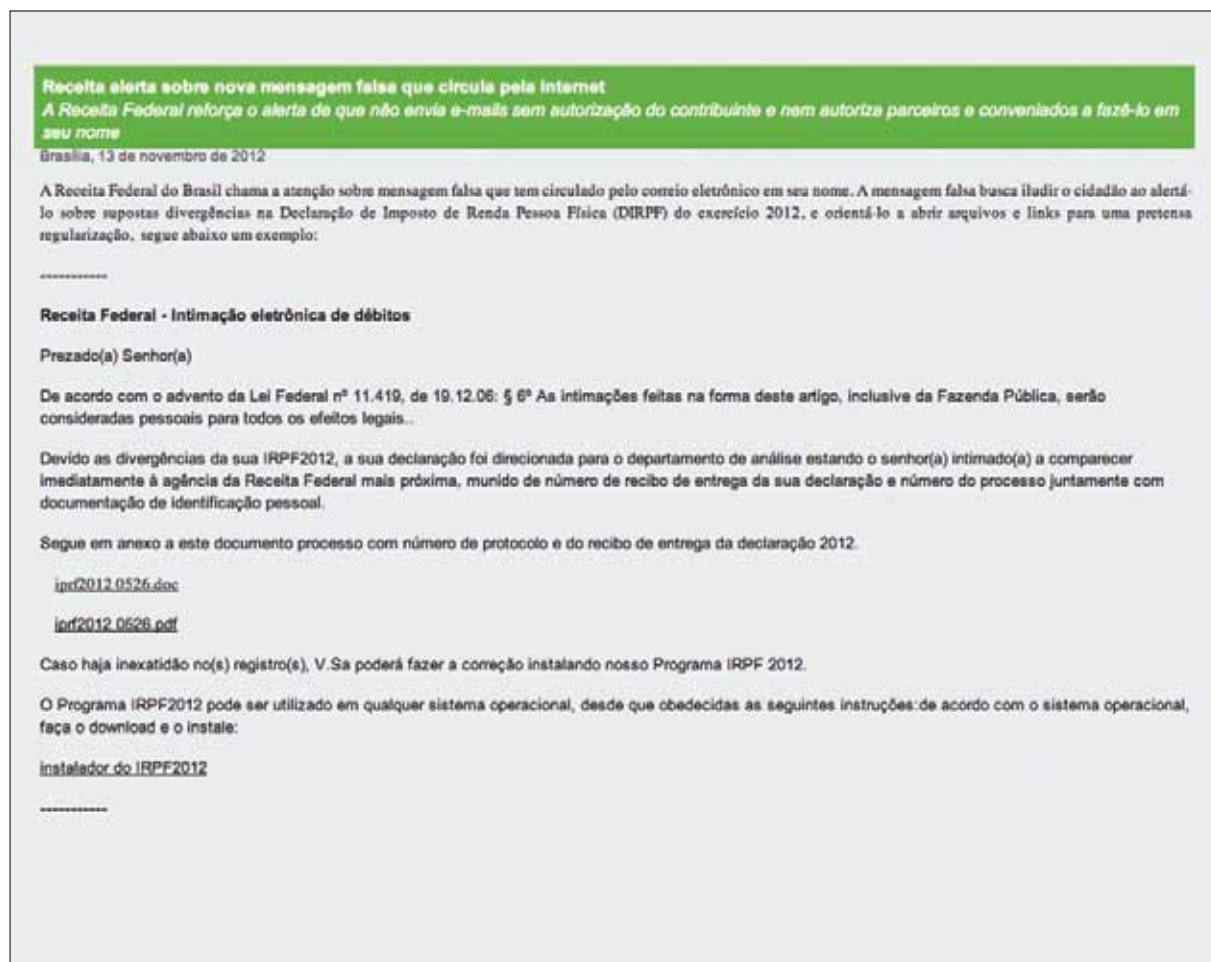 Receita alerta sobre nova mensagem falsa que circula pela Internet
A Receita Federal reforça o alerta de que não envia e-mails sem autorização do contribuinte e nem autoriza parceiros e conveniados a fazê-lo em
seu nome
Brasília, 13 de novembro de 2012
A Receita Federal do Brasil chama a atenção sobre mensagem falsa que tem circulado pelo correio eletrônico em seu nome. A mensagem falsa busca iludir o cidadão ao alertá-
lo sobre supostas divergências na Declaração de Imposto de Renda Pessoa Física (DIRPF) do exercício 2012, e orientá-lo a abrir arquivos e links para uma pretensa
regularização, segue abaixo um exemplo:
-----------
Receita Federal - Intimação eletrônica de débitos
Prezado(a) Senhor(a)
De acordo com o advento da Lei Federal nº 11.419, de 19.12.06: § 6º As intimações feitas na forma deste artigo, inclusive da Fazenda Pública, serão
consideradas pessoais para todos os efeitos legais..
Devido as divergências da sua IRPF2012, a sua declaração foi direcionada para o departamento de análise estando o senhor(a) intimado(a) a comparecer
imediatamente à agência da Receita Federal mais próxima, munido de número de recibo de entrega da sua declaração e número do processo juntamente com
documentação de identificação pessoal.
Segue em anexo a este documento processo com número de protocolo e do recibo de entrega da declaração 2012.
iprf2012.0526.doc
iprf2012.0526.pdf
Caso haja inexatidão no(s) registro(s), V.Sa poderá fazer a correção instalando nosso Programa IRPF 2012.
O Programa IRPF2012 pode ser utilizado em qualquer sistema operacional, desde que obedecidas as seguintes instruções:de acordo com o sistema operacional,
faça o download e o instale:
instalador do IRPF2012
-----------